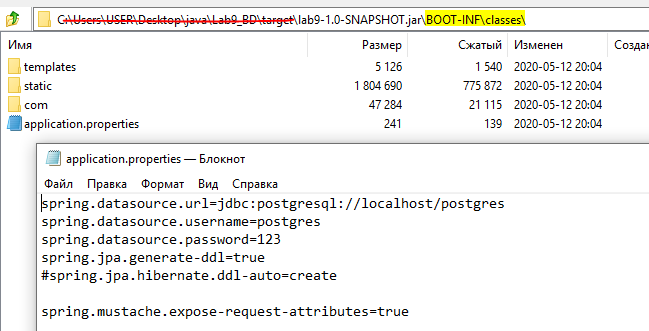 C:\Users\USER\Desktop\java\Lab9_BD\target\lab9-1.0-SNAPSHOT.jar\BOOT-INF\classes\
Имя Размер Сжатый Изменен Создан
templates 5 126 1 540 2020-05-12 20:04
static 1 804 690 775 872 2020-05-12 20:04
com 47 284 21 115 2020-05-12 20:04
application.properties 241 139 2020-05-12 20:04
application.properties — Блокнот
Файл Правка Формат Вид Справка
spring.datasource.url=jdbc:postgresql://localhost/postgres
spring.datasource.username=postgres
spring.datasource.password=123
spring.jpa.generate-ddl=true
#spring.jpa.hibernate.ddl-auto=create
spring.mustache.expose-request-attributes=true